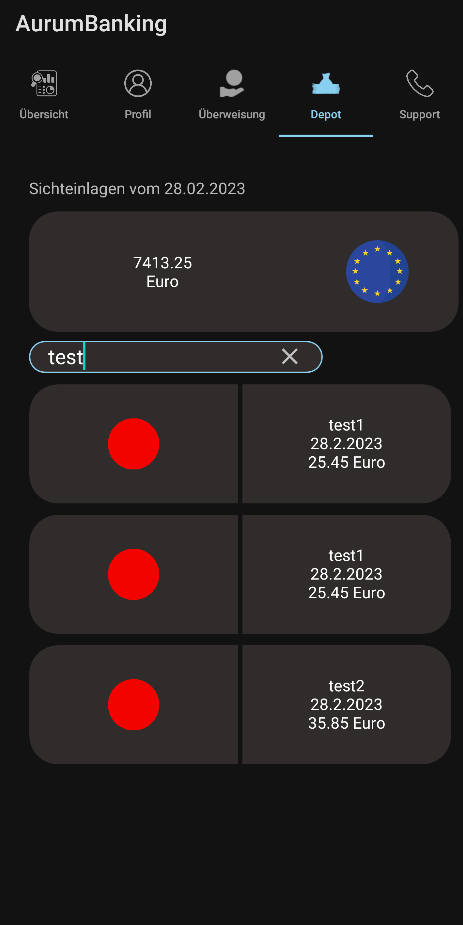 AurumBanking
Übersicht
Profil
Überweisung
Depot
Support
Sichteinlagen vom 28.02.2023
7413.25
Euro
test
test1
28.2.2023
25.45 Euro
test1
28.2.2023
25.45 Euro
test2
28.2.2023
35.85 Euro